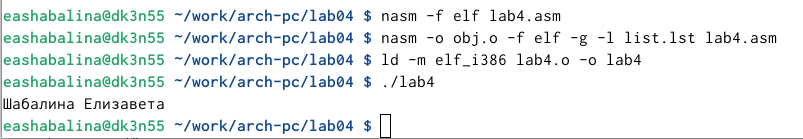 eashabalina@dk3n55 ~/work/arch-pc/lab04 $ nasm -f elf lab4.asm
eashabalina@dk3n55 ~/work/arch-pc/lab04 $ nasm -o obj.o -f elf -g -l list.lst lab4.asm
eashabalina@dk3n55 ~/work/arch-pc/lab04 $ ld -m elf_i386 lab4.o -o lab4
eashabalina@dk3n55 ~/work/arch-pc/lab04 $ ./lab4
Шабалина Елизавета
eashabalina@dk3n55 ~/work/arch-pc/lab04 $